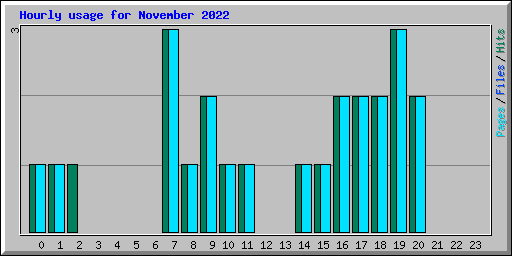 Hourly usage for November 2022
3
Pages/Files/Hits
0 1 2 3 4 5 6 7 8 9 10 11 12 13 14 15 16 17 18 19 20 21 22 23